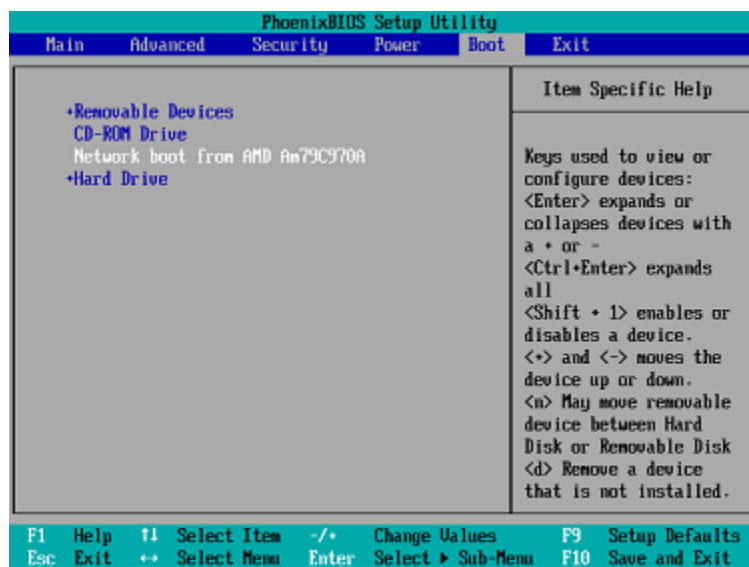 PhoenixBIOS Setup Utility
Main Advanced Security Power Boot Exit
Item Specific Help
+Removable Devices
CD-ROM Drive
Network boot from AMD Am79C970A
+Hard Drive
Keys used to view or
configure devices:
<Enter> expands or
collapses devices with
a + or -
<Ctrl+Enter> expands
all
<Shift + 1> enables or
disables a device.
<+> and <-> moves the
device up or down.
<n> May move removable
device between Hard
Disk or Removable Disk
<d> Remove a device
that is not installed.
F1 Help ↑↓ Select Item -/+ Change Values F9 Setup Defaults
Esc Exit ↔ Select Menu Enter Select ▶ Sub-Menu F10 Save and Exit